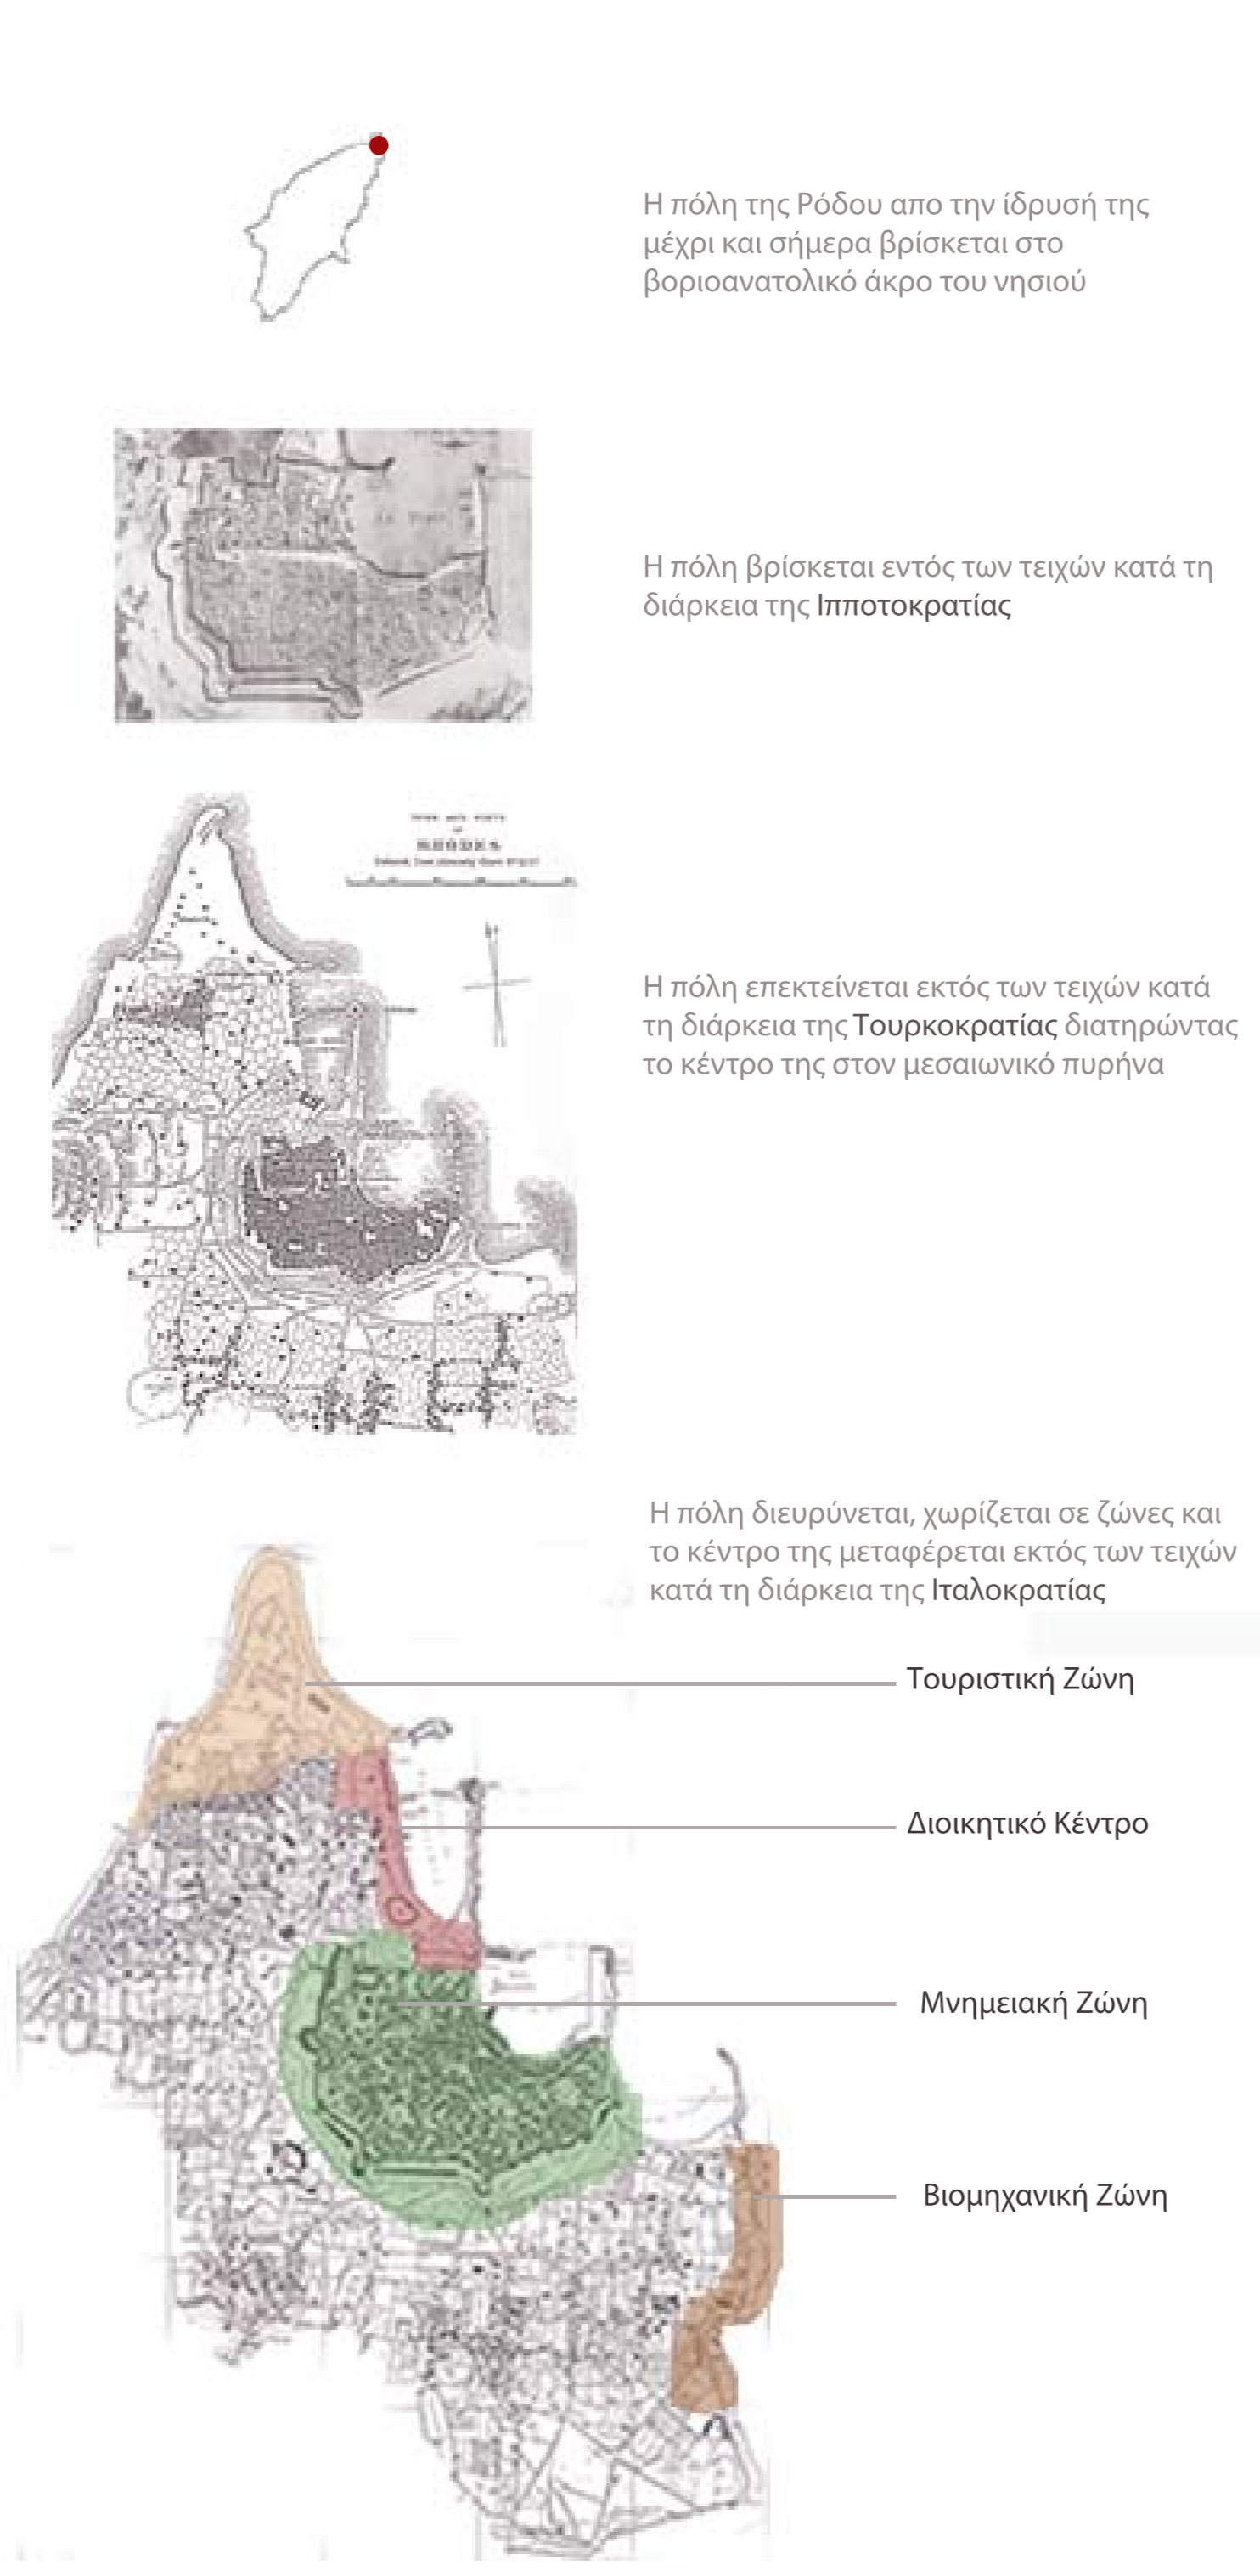 Η πόλη της Ρόδου απο την ίδρυσή της
μέχρι και σήμερα βρίσκεται στο
βοριοανατολικό άκρο του νησιού
Η πόλη βρίσκεται εντός των τειχών κατά τη
διάρκεια της Ιπποτοκρατίας
RHODES
Η πόλη επεκτείνεται εκτός των τειχών κατά
τη διάρκεια της Τουρκοκρατίας διατηρώντας
το κέντρο της στον μεσαιωνικό πυρήνα
Η πόλη διευρύνεται, χωρίζεται σε ζώνες και
το κέντρο της μεταφέρεται εκτός των τειχών
κατά τη διάρκεια της Ιταλοκρατίας
Τουριστική Ζώνη
Διοικητικό Κέντρο
Μνημειακή Ζώνη
Βιομηχανική Ζώνη